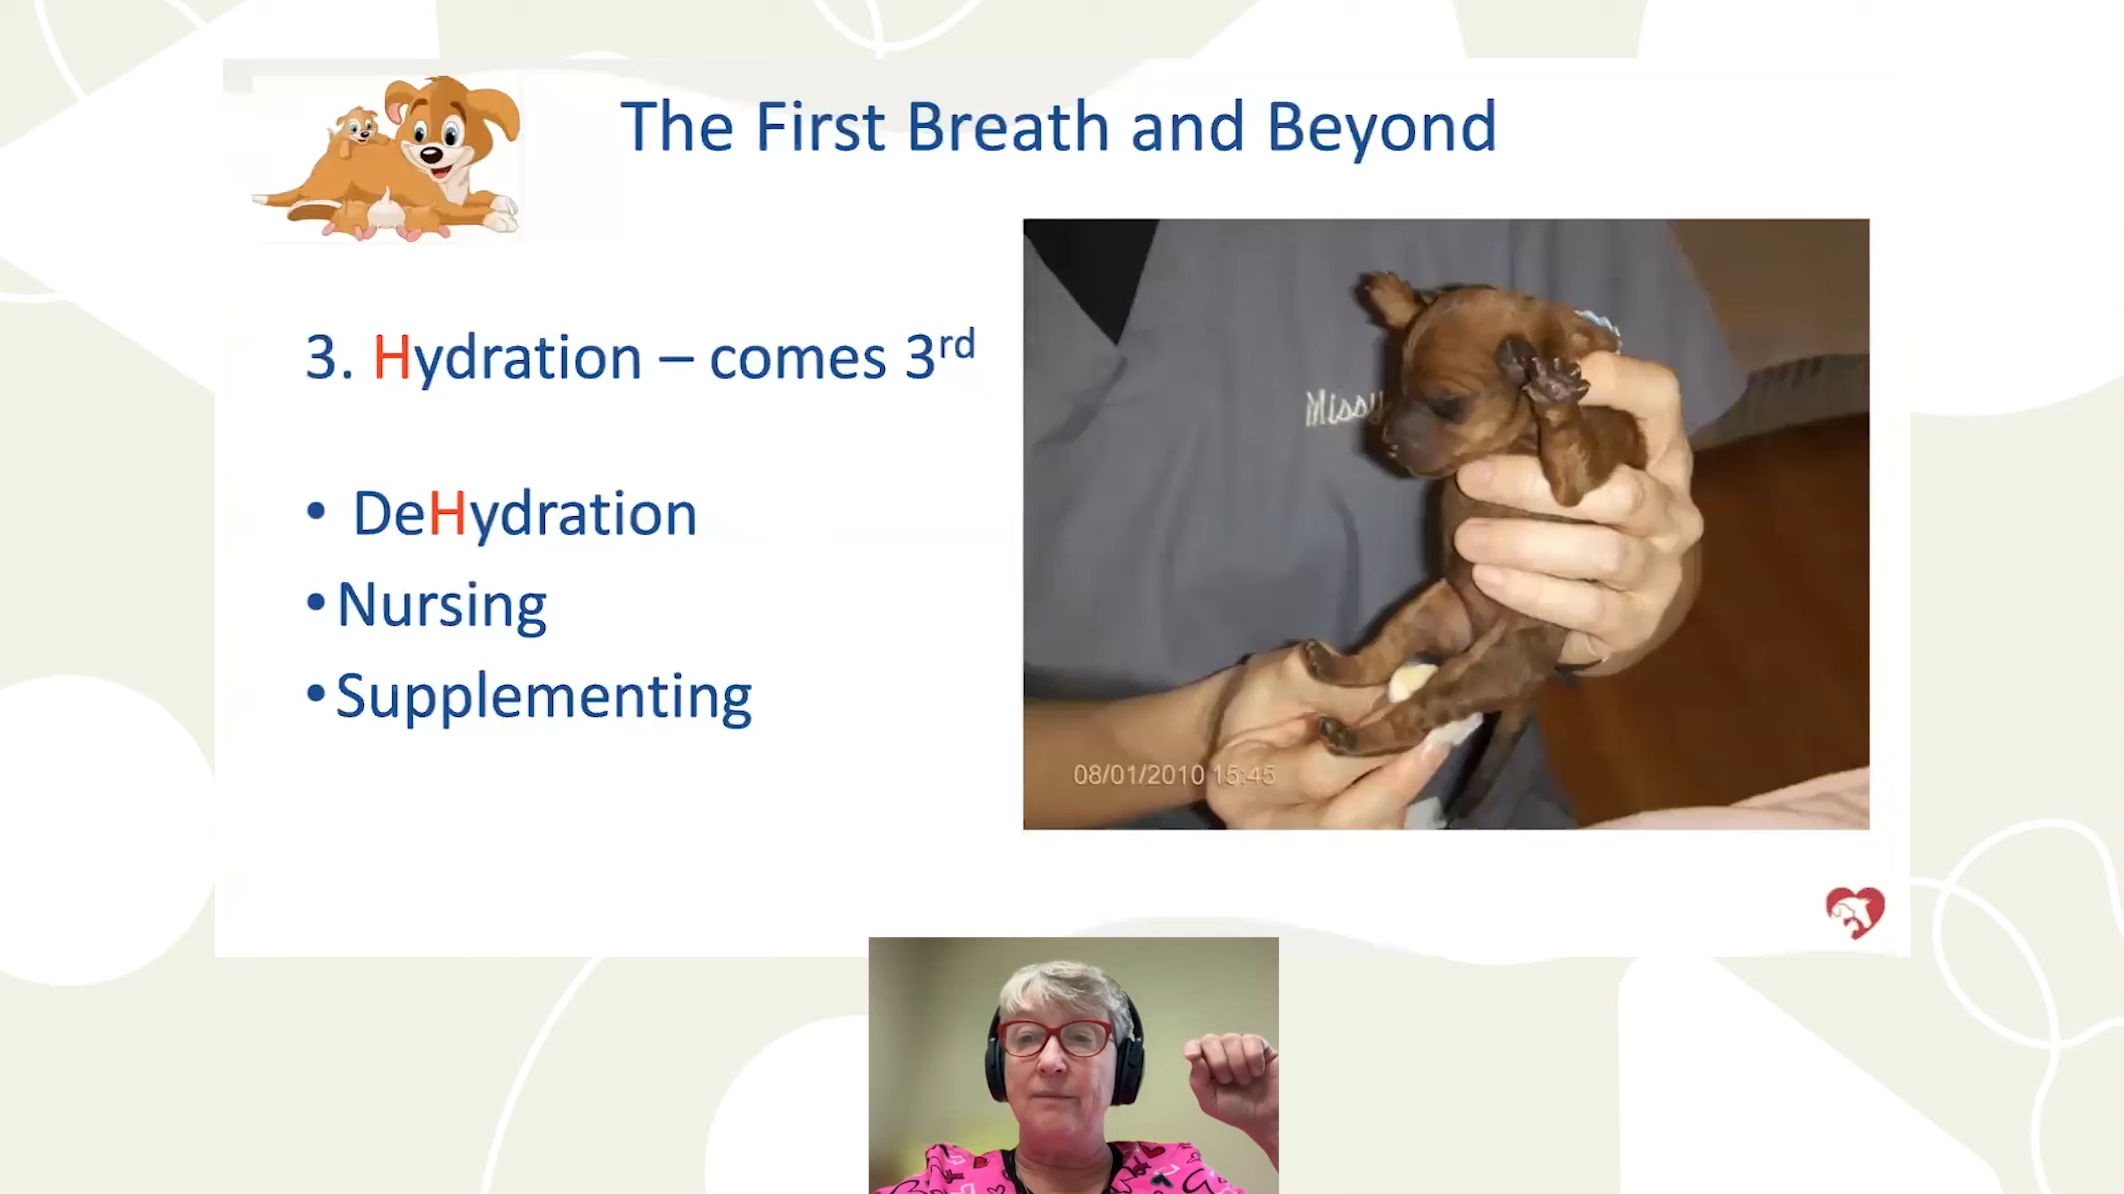 The First Breath and Beyond
3. Hydration – comes 3rd
• DeHydration
• Nursing
• Supplementing
Missy
08/01/2010 15:45